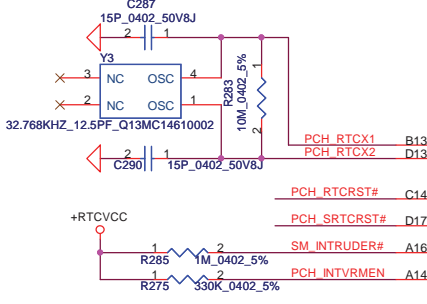 C287
15P_0402_50V8J
2 1
Y3
3 NC OSC 4
2 NC OSC 1
32.768KHZ_12.5PF_Q13MC14610002
1
R283
10M_0402_5%
2
PCH_RTCX1 B13
PCH_RTCX2 D13
2 1
C290 15P_0402_50V8J
PCH_RTCRST# C14
PCH_SRTCRST# D17
+RTCVCC
1 2 SM_INTRUDER# A16
R285 1M_0402_5%
1 2 PCH_INTVRMEN A14
R275 330K_0402_5%